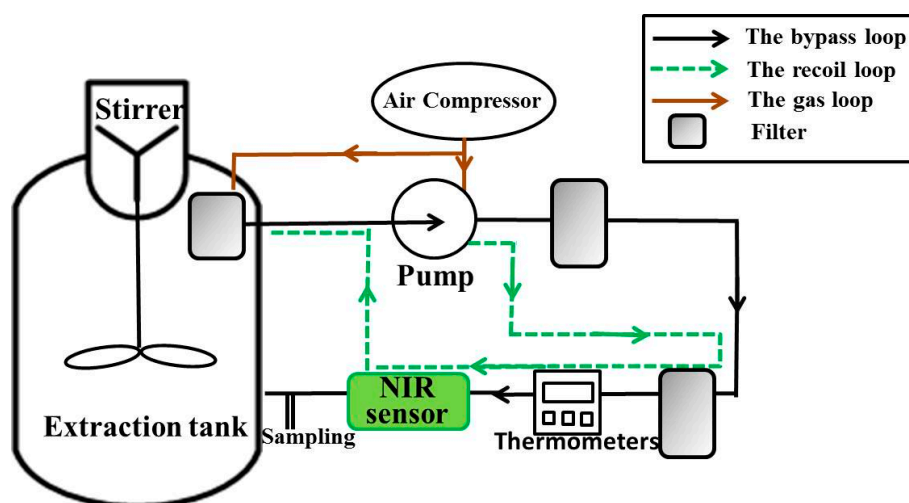 The bypass loop
The recoil loop
The gas loop
Filter
Stirrer
Air Compressor
Pump
Extraction tank
NIR
sensor
Sampling
Thermometers